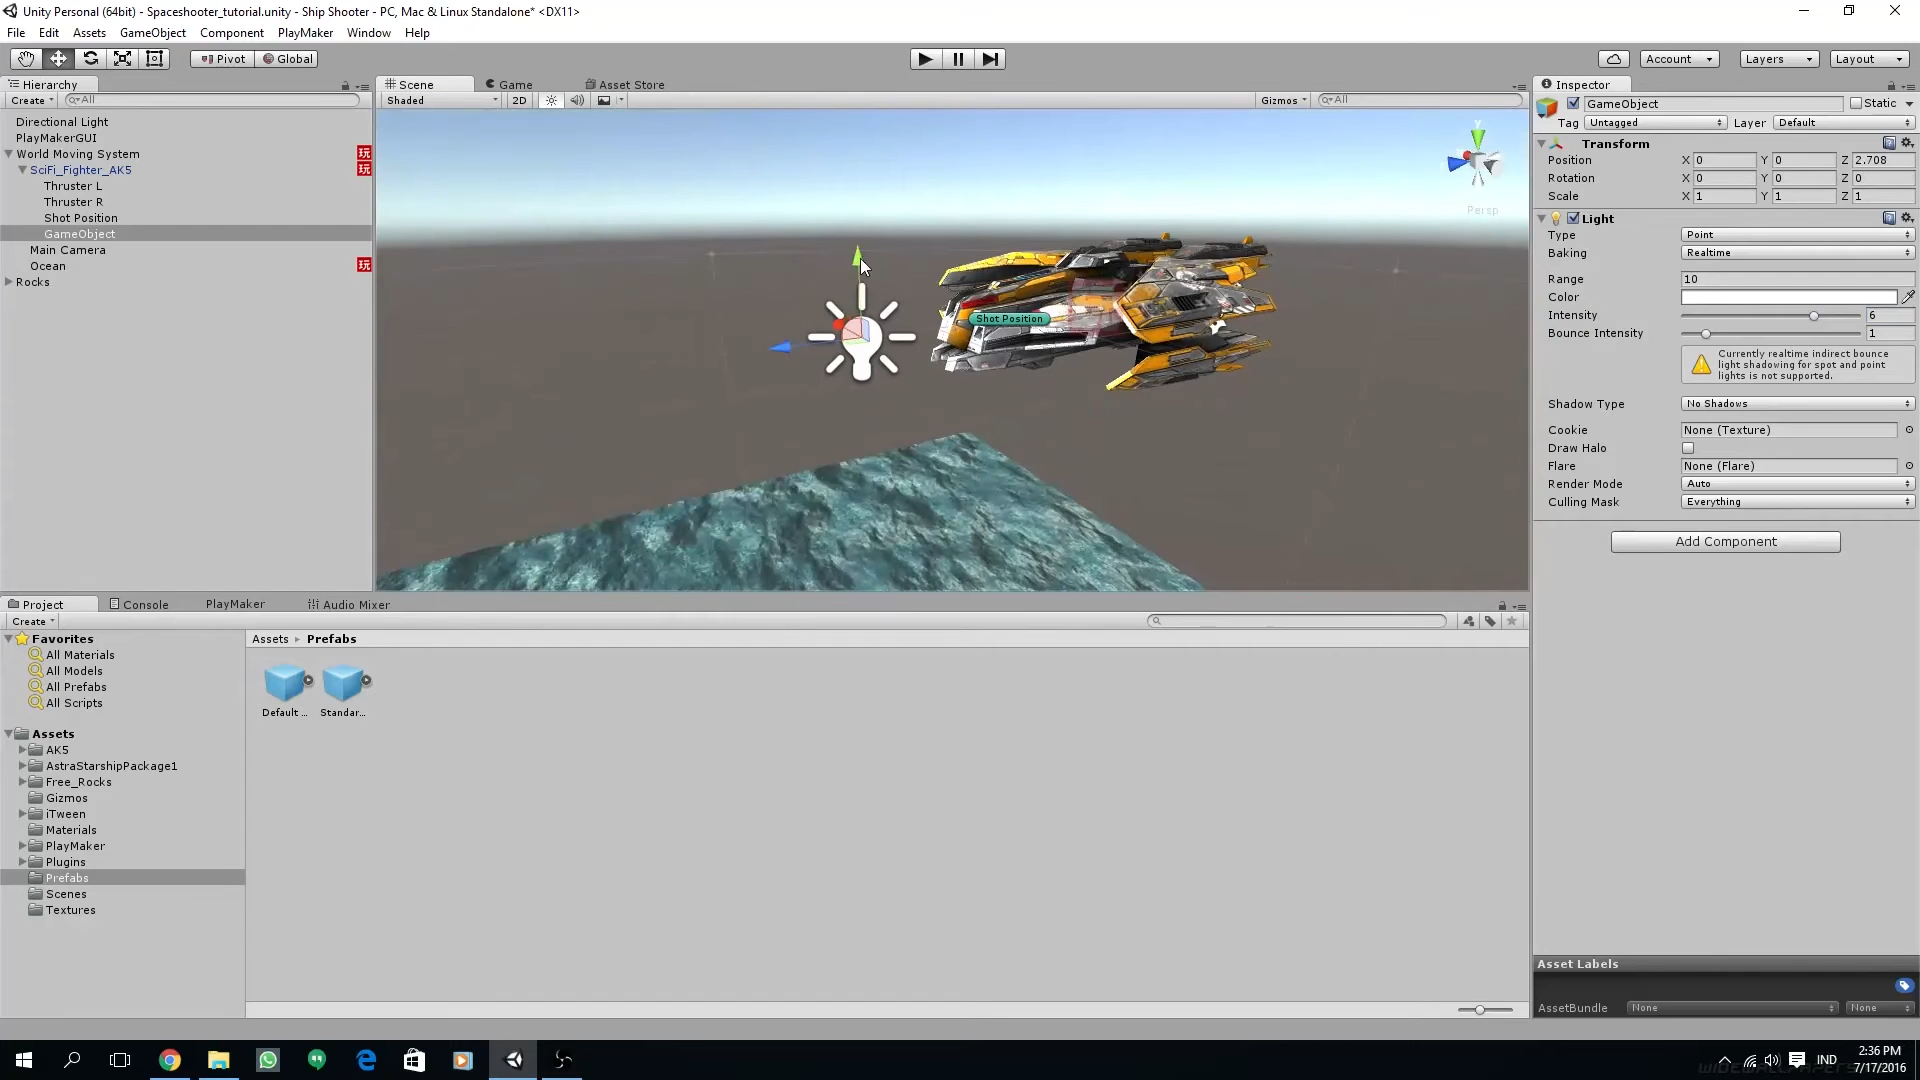 Unity Personal (64bit) - Spaceshooter_tutorial.unity - Ship Shooter - PC, Mac & Linux Standalone* <DX11>
File Edit Assets GameObject Component PlayMaker Window Help
Pivot Global Account Layers Layout
Hierarchy
Create All
Directional Light
PlayMakerGUI
World Moving System 玩
SciFi_Fighter_AK5 玩
Thruster L
Thruster R
Shot Position
GameObject
Main Camera
Ocean 玩
Rocks
Scene Game Asset Store
Shaded 2D Gizmos All
y
Persp
Shot Position
Inspector
GameObject Static
Tag Untagged Layer Default
Transform
Position X 0 Y 0 Z 2.708
Rotation X 0 Y 0 Z 0
Scale X 1 Y 1 Z 1
Light
Type Point
Baking Realtime
Range 10
Color
Intensity 6
Bounce Intensity 1
Currently realtime indirect bounce
light shadowing for spot and point
lights is not supported.
Shadow Type No Shadows
Cookie None (Texture)
Draw Halo
Flare None (Flare)
Render Mode Auto
Culling Mask Everything
Add Component
Project Console PlayMaker Audio Mixer
Create
Favorites
All Materials
All Models
All Prefabs
All Scripts
Assets
AK5
AstraStarshipPackage1
Free_Rocks
Gizmos
iTween
Materials
PlayMaker
Plugins
Prefabs
Scenes
Textures
Assets Prefabs
Default ... Standar...
Asset Labels
AssetBundle None None
IND
2:36 PM
7/17/2016